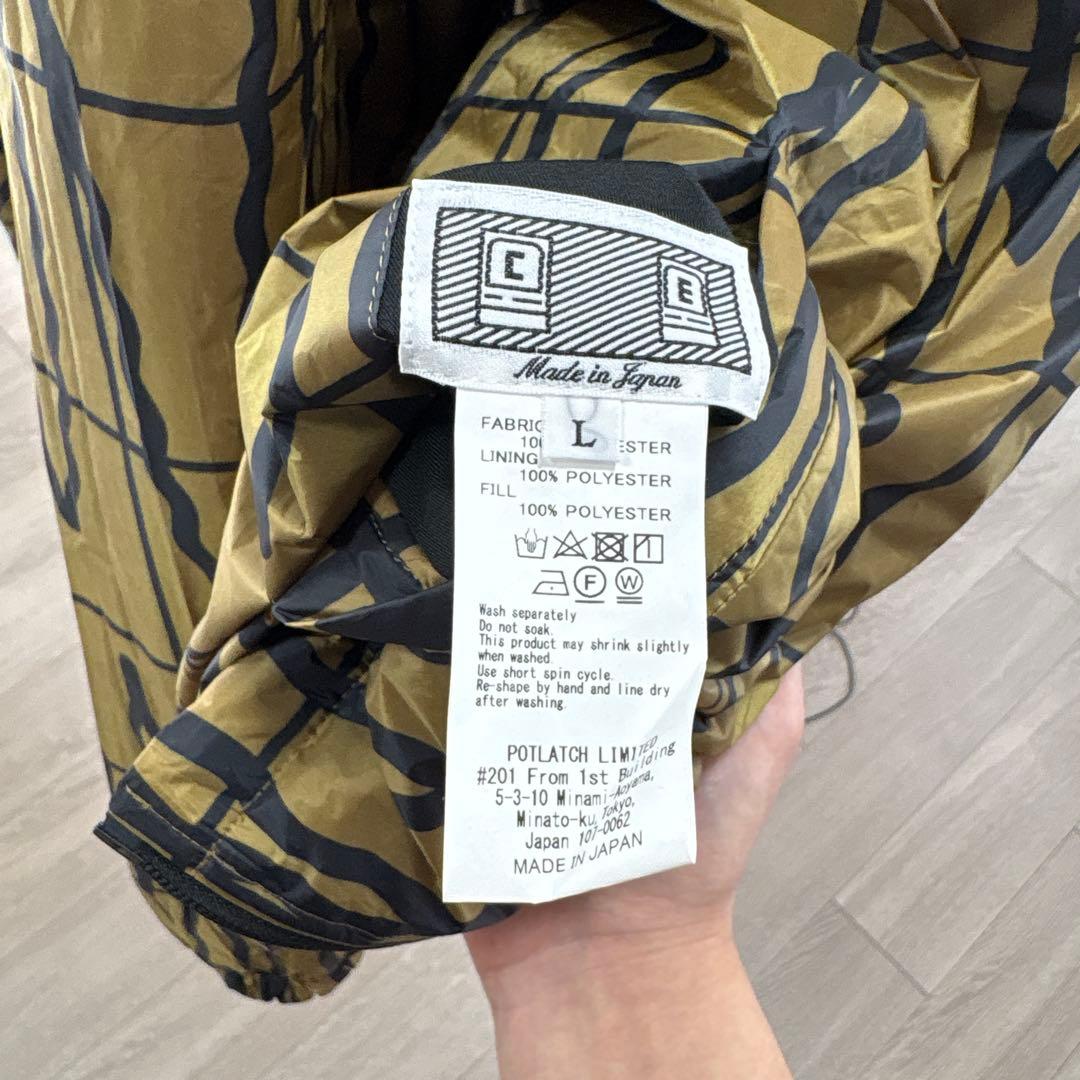 C E
Made in Japan
L
FABRIC
LINING
100% POLYESTER
FILL
100% POLYESTER
F W
Wash separately
Do not soak.
This product may shrink slightly
when washed.
Use short spin cycle.
Re-shape by hand and line dry
after washing.
POTLATCH LIMITED
#201 From 1st Building
5-3-10 Minami-Aoyama,
Minato-ku, Tokyo,
Japan 107-0062
MADE IN JAPAN